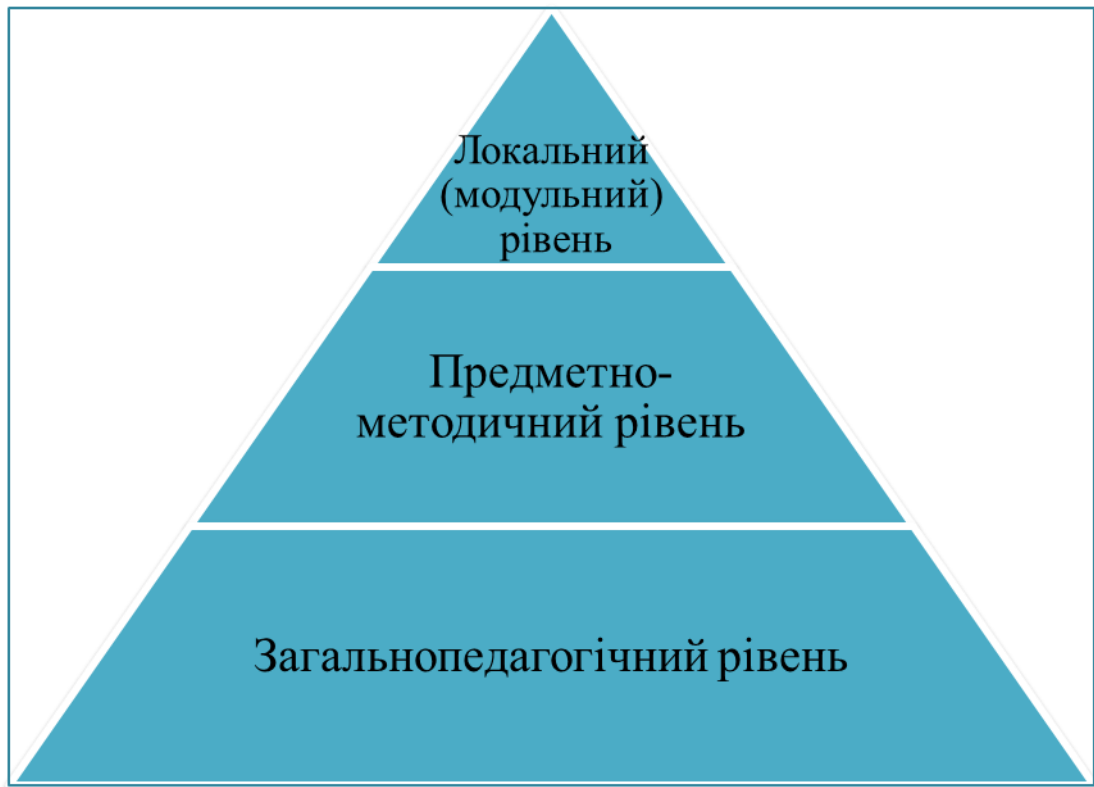 Локальний
(модульний)
рівень
Предметно-
методичний рівень
Загальнопедагогічний рівень